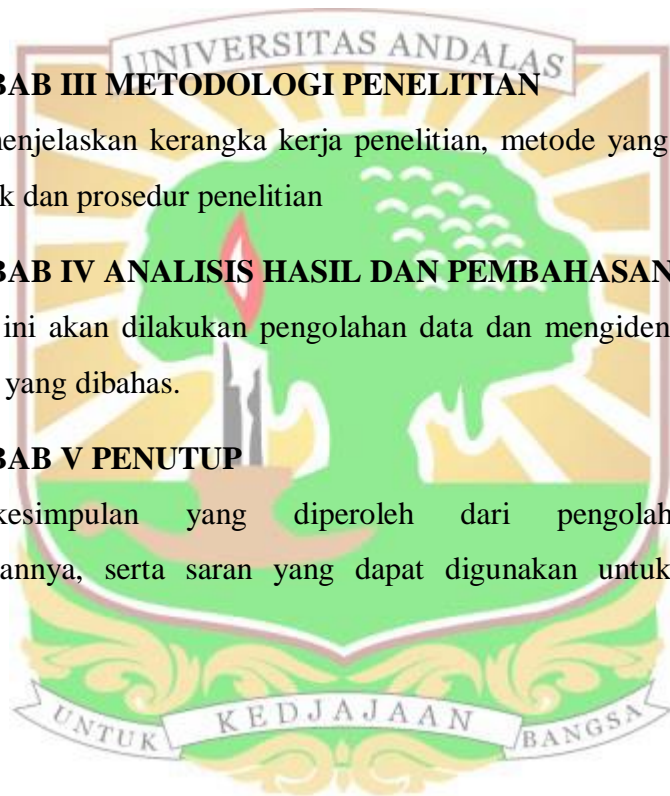 UNIVERSITAS ANDALAS
BAB III METODOLOGI PENELITIAN
menjelaskan kerangka kerja penelitian, metode yang
k dan prosedur penelitian
BAB IV ANALISIS HASIL DAN PEMBAHASAN
ini akan dilakukan pengolahan data dan mengiden
yang dibahas.
BAB V PENUTUP
kesimpulan yang diperoleh dari pengolah
annya, serta saran yang dapat digunakan untuk
UNTUK KEDJAJAAN BANGSA